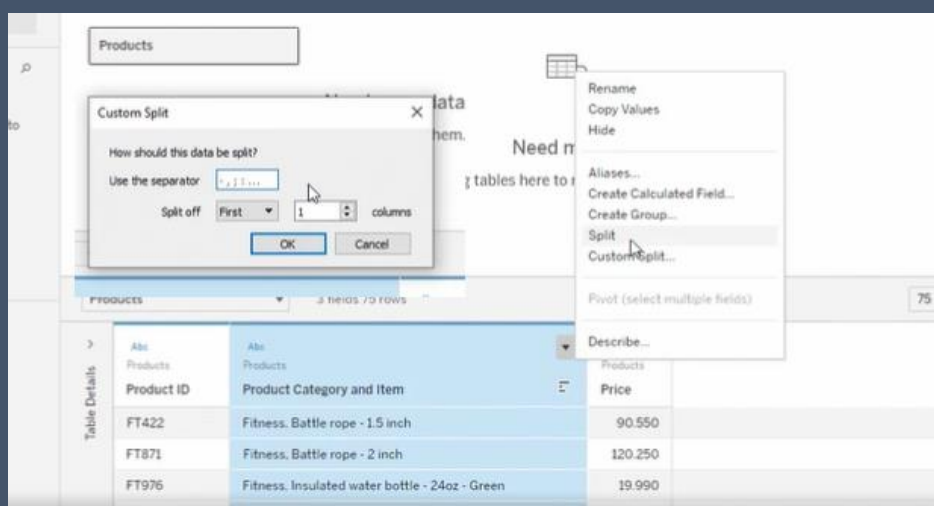 Products
Custom Split
How should this data be split?
Use the separator
Split off First 1 columns
OK Cancel
data
hem.
Need m
g tables here to r
to
Rename
Copy Values
Hide
Aliases...
Create Calculated Field...
Create Group...
Split
Custom Split...
Pivot (select multiple fields)
Describe...
Products 3 fields 75 rows
75
Table Details
Abc Abc
Products Products Products
Product ID Product Category and Item Price
FT422 Fitness, Battle rope - 1.5 inch 90.550
FT871 Fitness, Battle rope - 2 inch 120.250
FT976 Fitness, Insulated water bottle - 24oz - Green 19.990